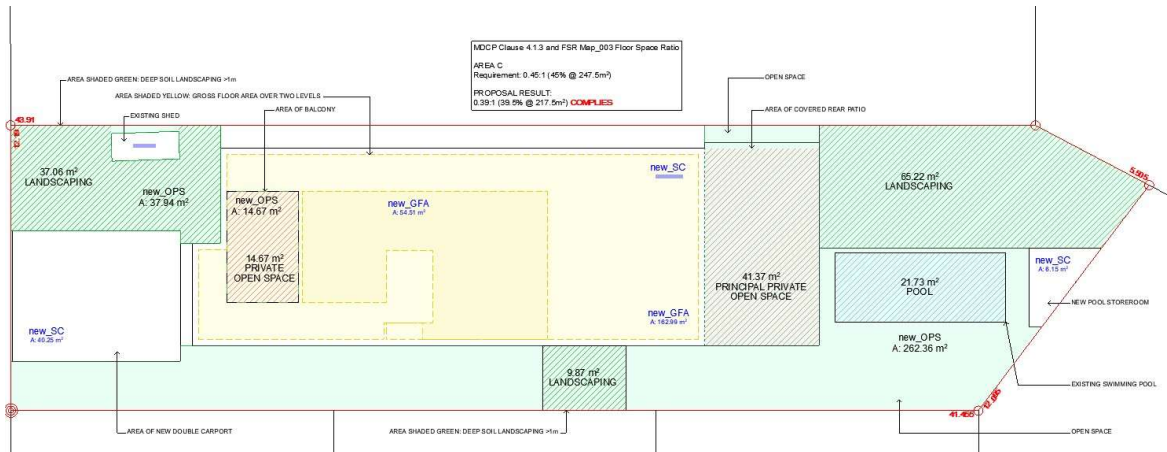 MDCP Clause 4.1.3 and FSR Map_003 Floor Space Ratio
AREA C
Requirement: 0.45:1 (45% @ 247.5m²)
PROPOSAL RESULT:
0.39:1 (39.5% @ 217.5m²) COMPLIES
AREA SHADED GREEN: DEEP SOIL LANDSCAPING >1m
OPEN SPACE
AREA SHADED YELLOW: GROSS FLOOR AREA OVER TWO LEVELS
AREA OF BALCONY
AREA OF COVERED REAR PATIO
EXISTING SHED
43.91
5.505
37.06 m²
LANDSCAPING
new_OPS
A: 37.94 m²
new_OPS
A: 14.67 m²
new_GFA
A: 54.51 m²
new_SC
65.22 m²
LANDSCAPING
14.67 m²
PRIVATE
OPEN SPACE
41.37 m²
PRINCIPAL PRIVATE
OPEN SPACE
21.73 m²
POOL
new_SC
A: 6.15 m²
NEW POOL STOREROOM
new_SC
A: 40.25 m²
new_GFA
A: 162.99 m²
new_OPS
A: 262.36 m²
9.87 m²
LANDSCAPING
EXISTING SWIMMING POOL
41.455
12.195
AREA OF NEW DOUBLE CARPORT
AREA SHADED GREEN: DEEP SOIL LANDSCAPING >1m
OPEN SPACE